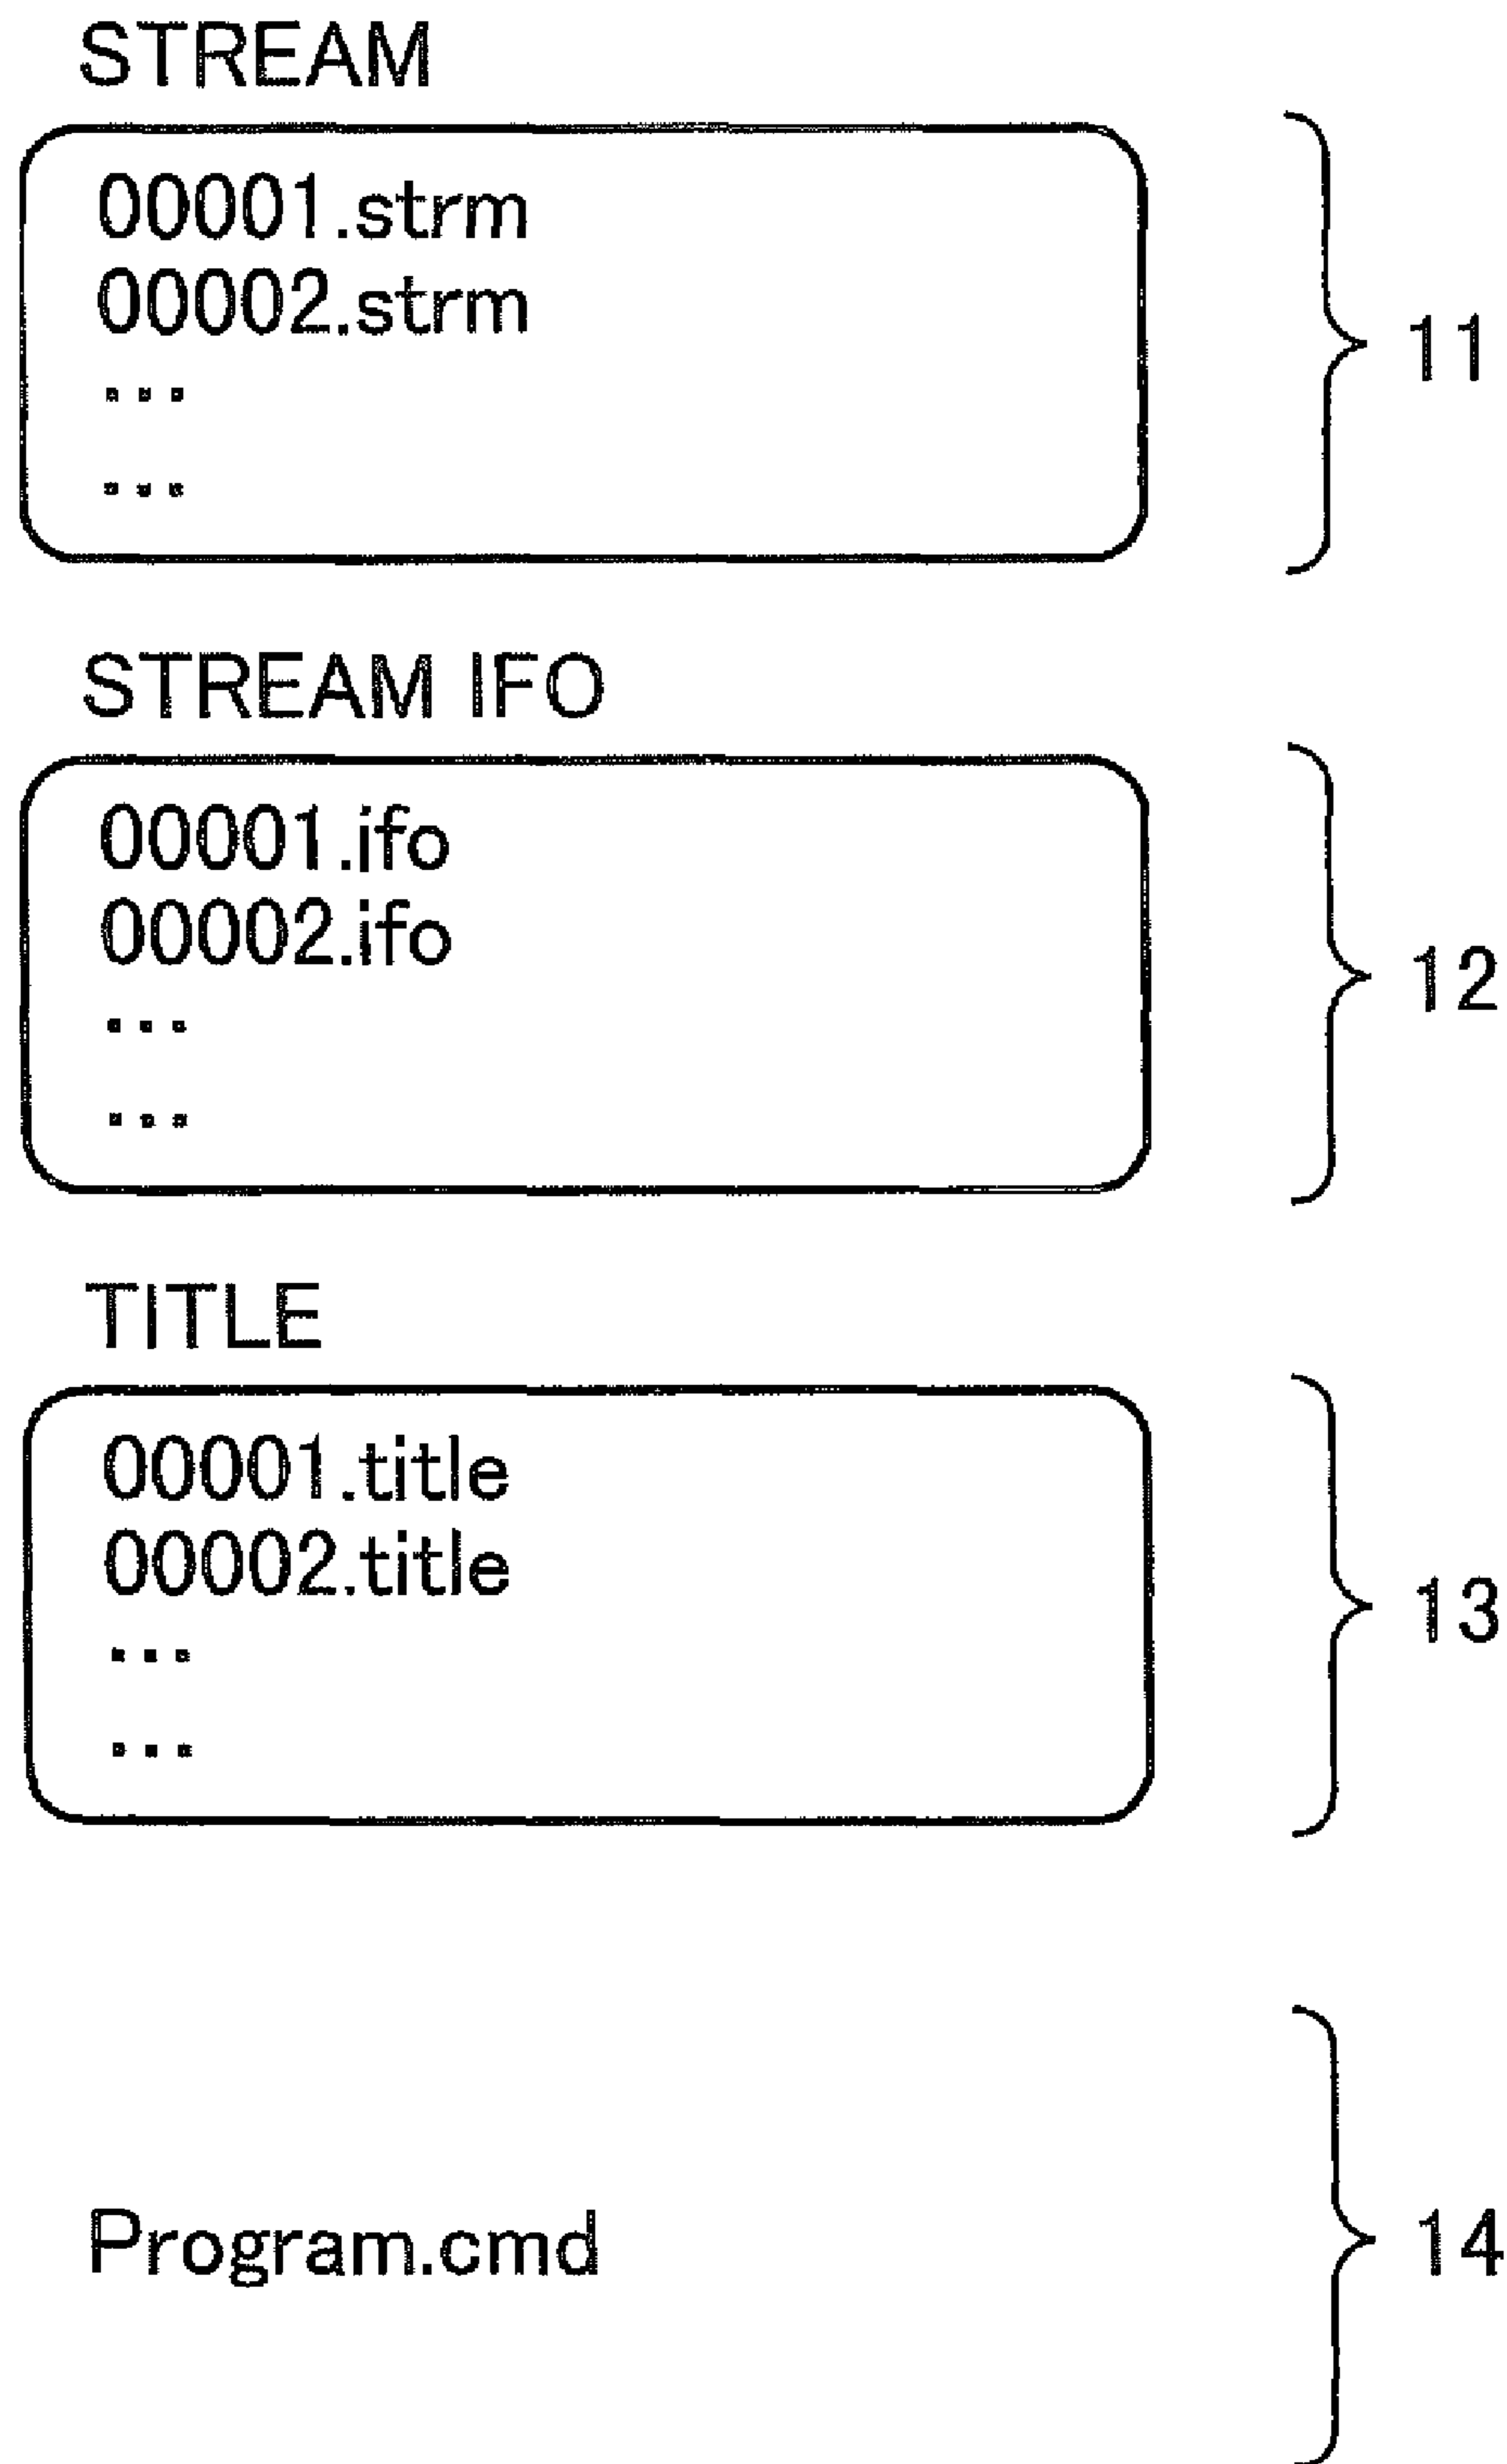 STREAM
00001.strm
00002.strm
...
...
11
STREAM IFO
00001.ifo
00002.ifo
...
...
12
TITLE
00001.title
00002.title
...
...
13
Program.cmd
14